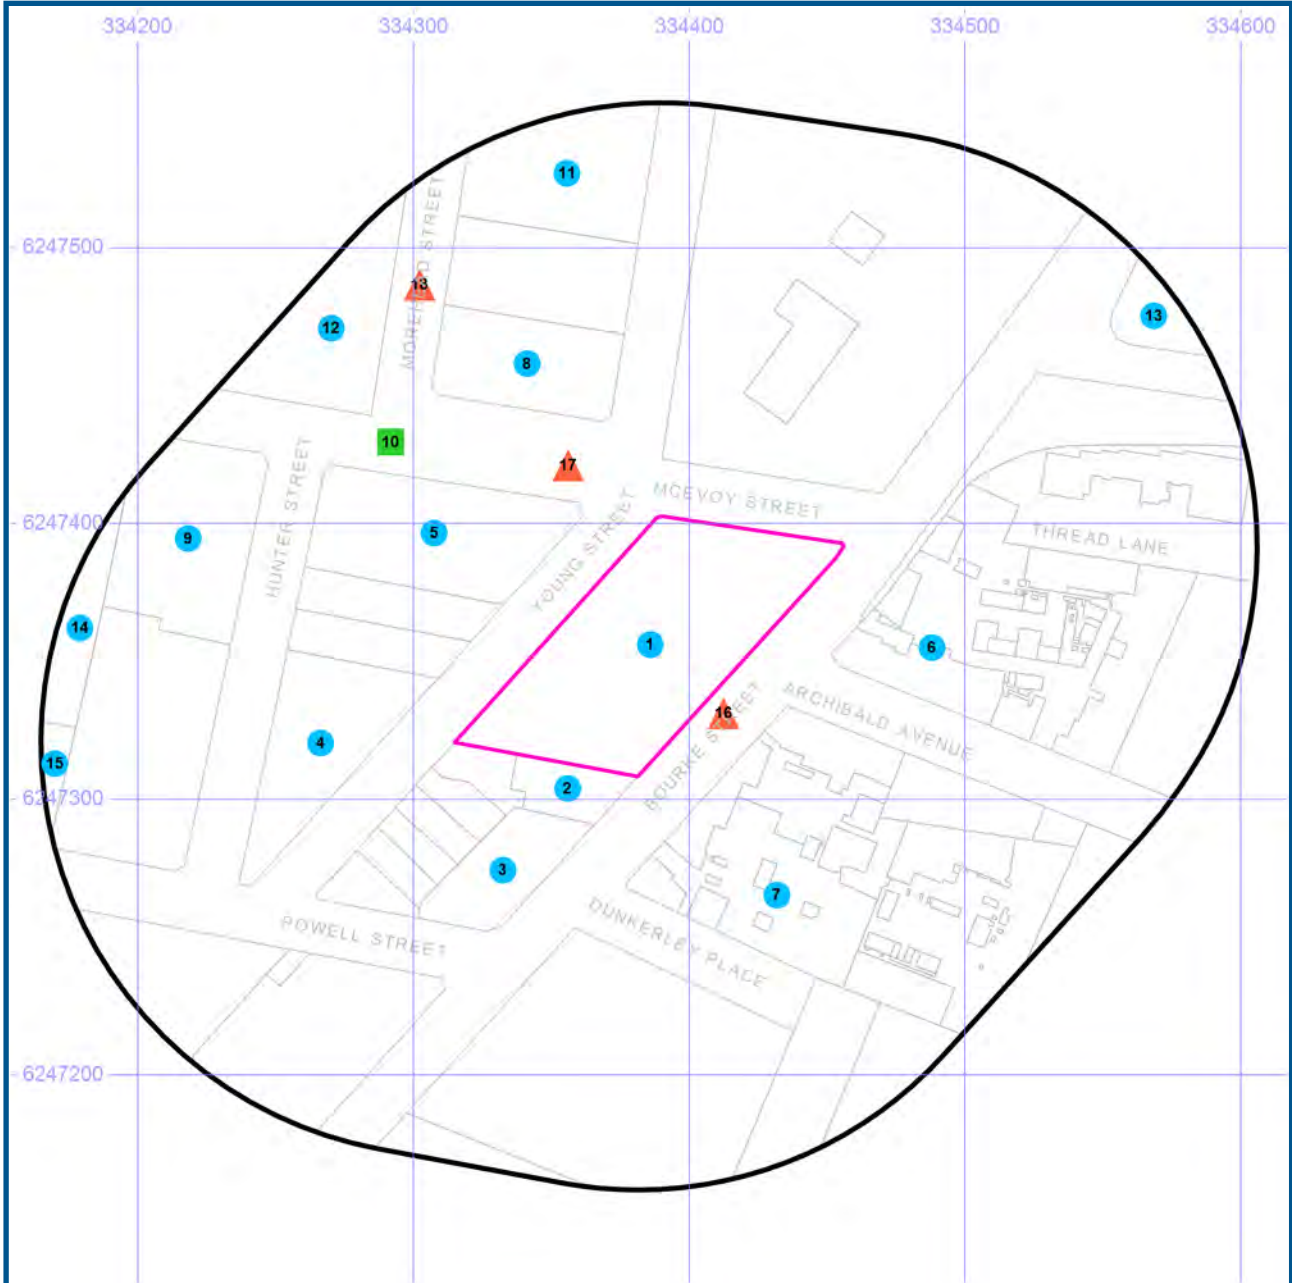 334200 334300 334400 334500 334600
11
6247500
MOREHEAD STREET
13
13
12
8
10
HUNTER STREET
17
MCEVOY STREET
6247400
9
5
YOUNG STREET
THREAD LANE
14
1
6
ARCHIBALD AVENUE
16
BOURKE STREET
4
15
2
6247300
3
7
POWELL STREET
DUNKERLEY PLACE
6247200